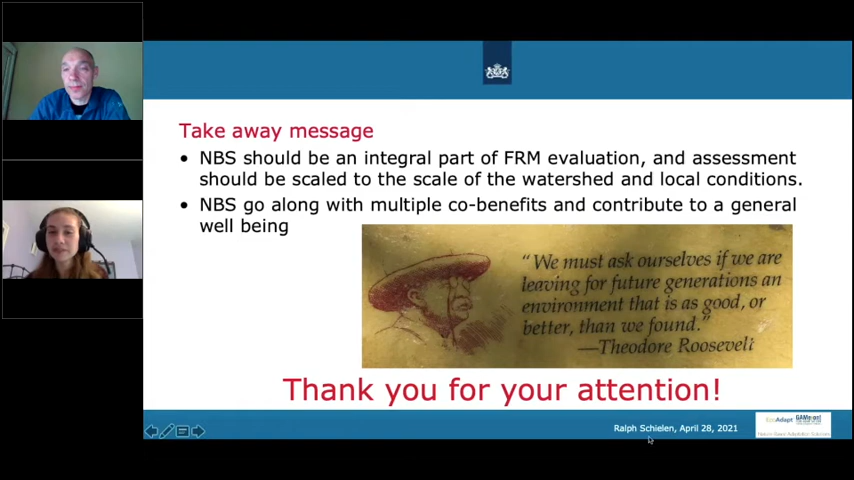 Take away message
• NBS should be an integral part of FRM evaluation, and assessment
should be scaled to the scale of the watershed and local conditions.
• NBS go along with multiple co-benefits and contribute to a general
well being
“We must ask ourselves if we are
leaving for future generations an
environment that is as good, or
better, than we found.”
—Theodore Roosevelt
Thank you for your attention!
Ralph Schielen, April 28, 2021
EcoAdapt